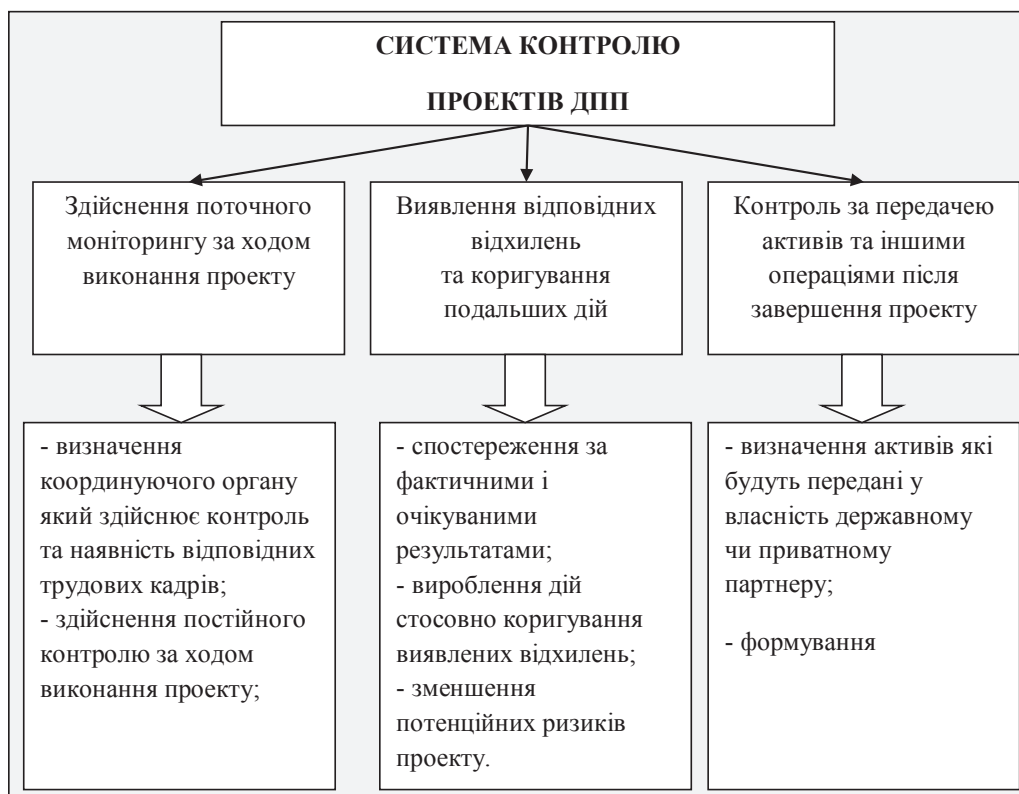 СИСТЕМА КОНТРОЛЮ
ПРОЕКТІВ ДПП
Здійснення поточного
моніторингу за ходом
виконання проекту
Виявлення відповідних
відхилень
та коригування
подальших дій
Контроль за передачею
активів та іншими
операціями після
завершення проекту
- визначення
координуючого органу
який здійснює контроль
та наявність відповідних
трудових кадрів;
- здійснення постійного
контролю за ходом
виконання проекту;
- спостереження за
фактичними і
очікуваними
результатами;
- вироблення дій
стосовно коригування
виявлених відхилень;
- зменшення
потенційних ризиків
проекту.
- визначення активів які
будуть передані у
власність державному
чи приватному
партнеру;
- формування